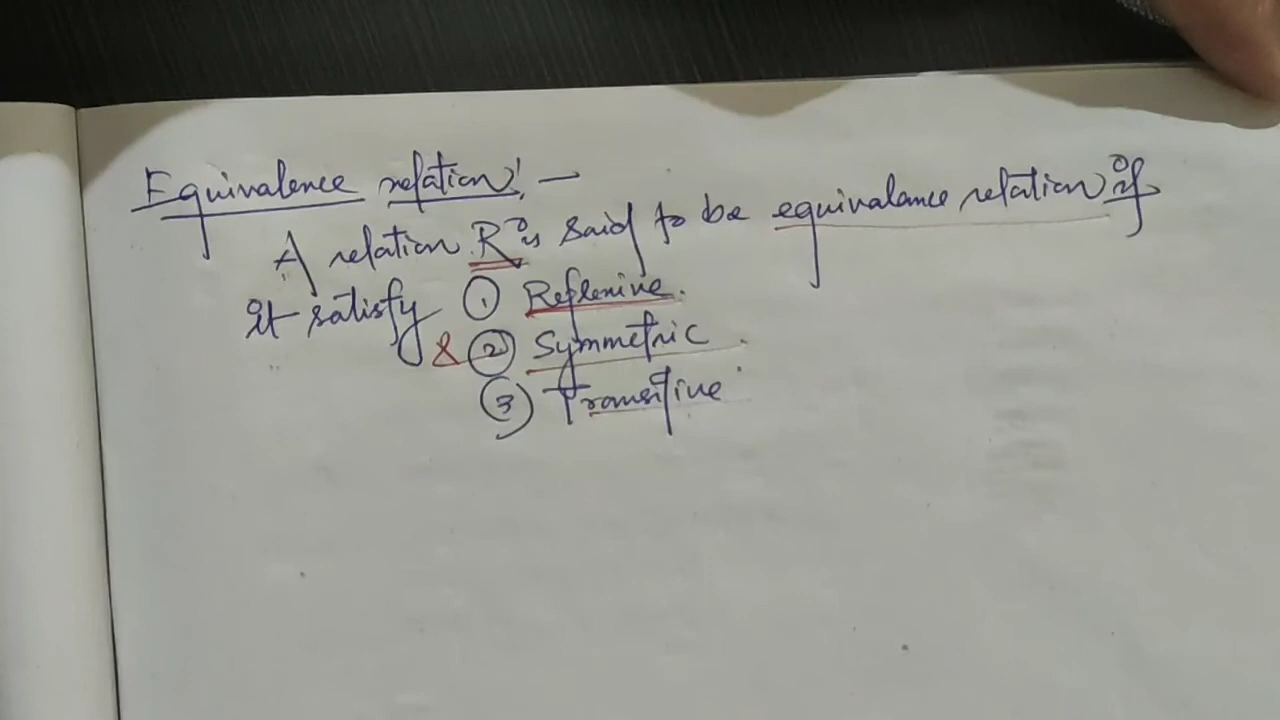 Equivalence relation: -
A relation R is said to be equivalance relation if
it satisfy ① Reflexive.
& ② Symmetric.
③ Transitive